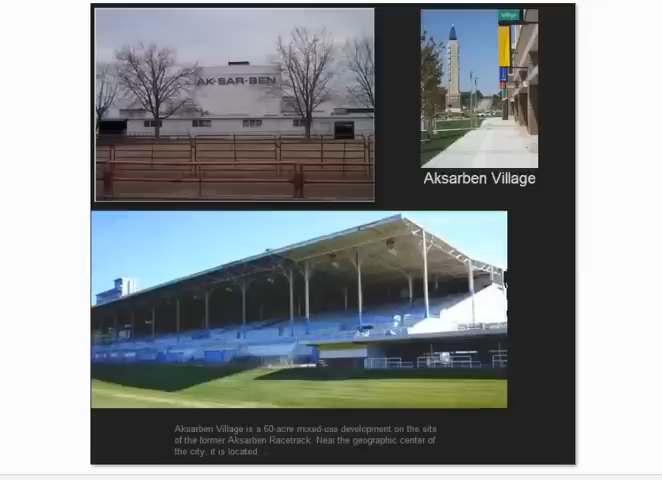 AK-SAR-BEN
Village
Aksarben Village
Aksarben Village is a 60-acre mixed-use development on the site
of the former Aksarben Racetrack. Near the geographic center of
the city, it is located ...